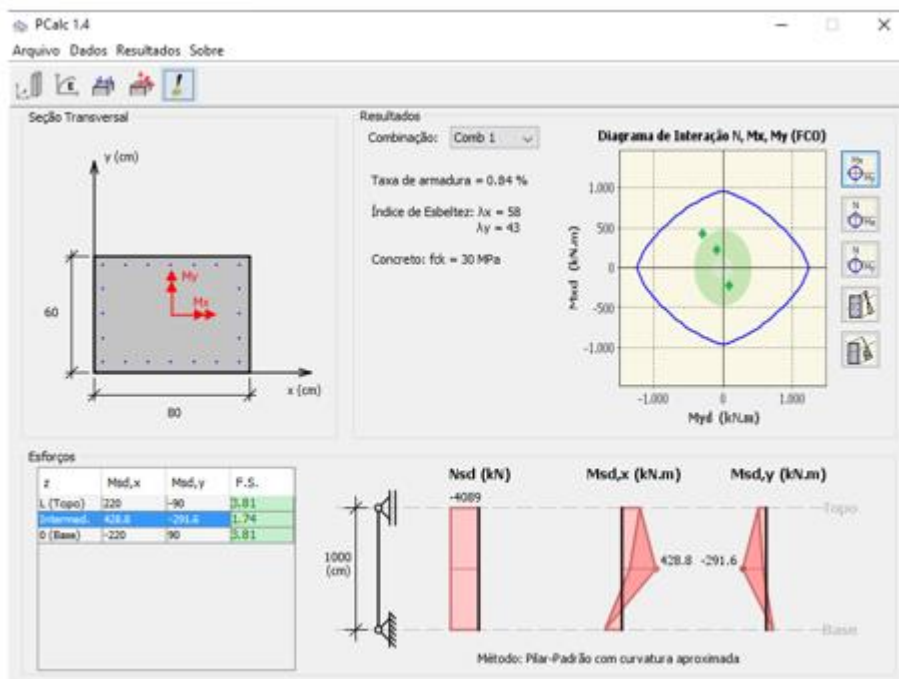 PCalc 1.4
Arquivo Dados Resultados Sobre
Seção Transversal
y (cm)
My
Mx
60
x (cm)
80
Resultados
Combinação: Comb 1
Taxa de armadura = 0.84 %
Índice de Esbeltez: λx = 58
λy = 43
Concreto: fck = 30 MPa
Diagrama de Interação N, Mx, My (FCO)
Mxd (kN.m)
1.000
500
0
-500
-1.000
-1.000 0 1.000
Myd (kN.m)
Esforços
z Msd,x Msd,y F.S.
L (Topo) 220 -90 3.81
Intermed. 428.8 -291.6 1.74
0 (Base) -220 90 3.81
Nsd (kN) Msd,x (kN.m) Msd,y (kN.m)
-4089
Topo
1000
(cm)
428.8 -291.6
Base
Método: Pilar-Padrão com curvatura aproximada